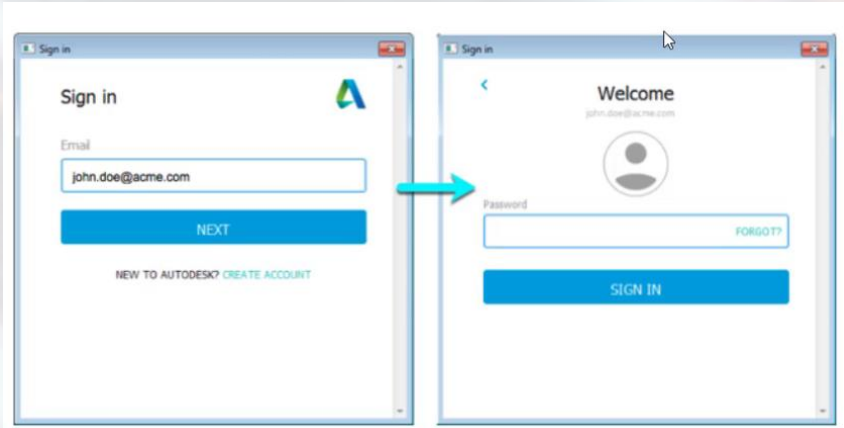 Sign in
Sign in
Email
john.doe@acme.com
NEXT
NEW TO AUTODESK? CREATE ACCOUNT
Sign in
Welcome
john.doe@acme.com
Password
FORGOT?
SIGN IN